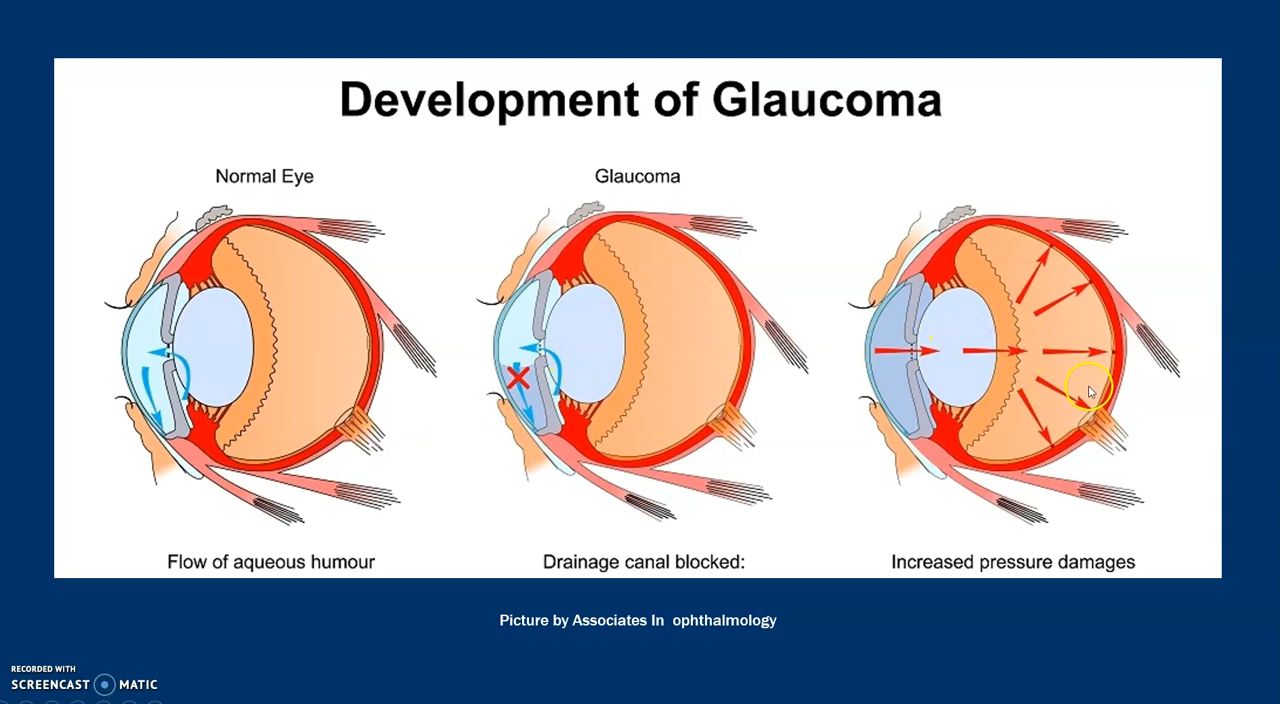 Development of Glaucoma
Normal Eye
Glaucoma
Flow of aqueous humour
Drainage canal blocked:
Increased pressure damages
Picture by Associates In ophthalmology
RECORDED WITH
SCREENCAST MATIC